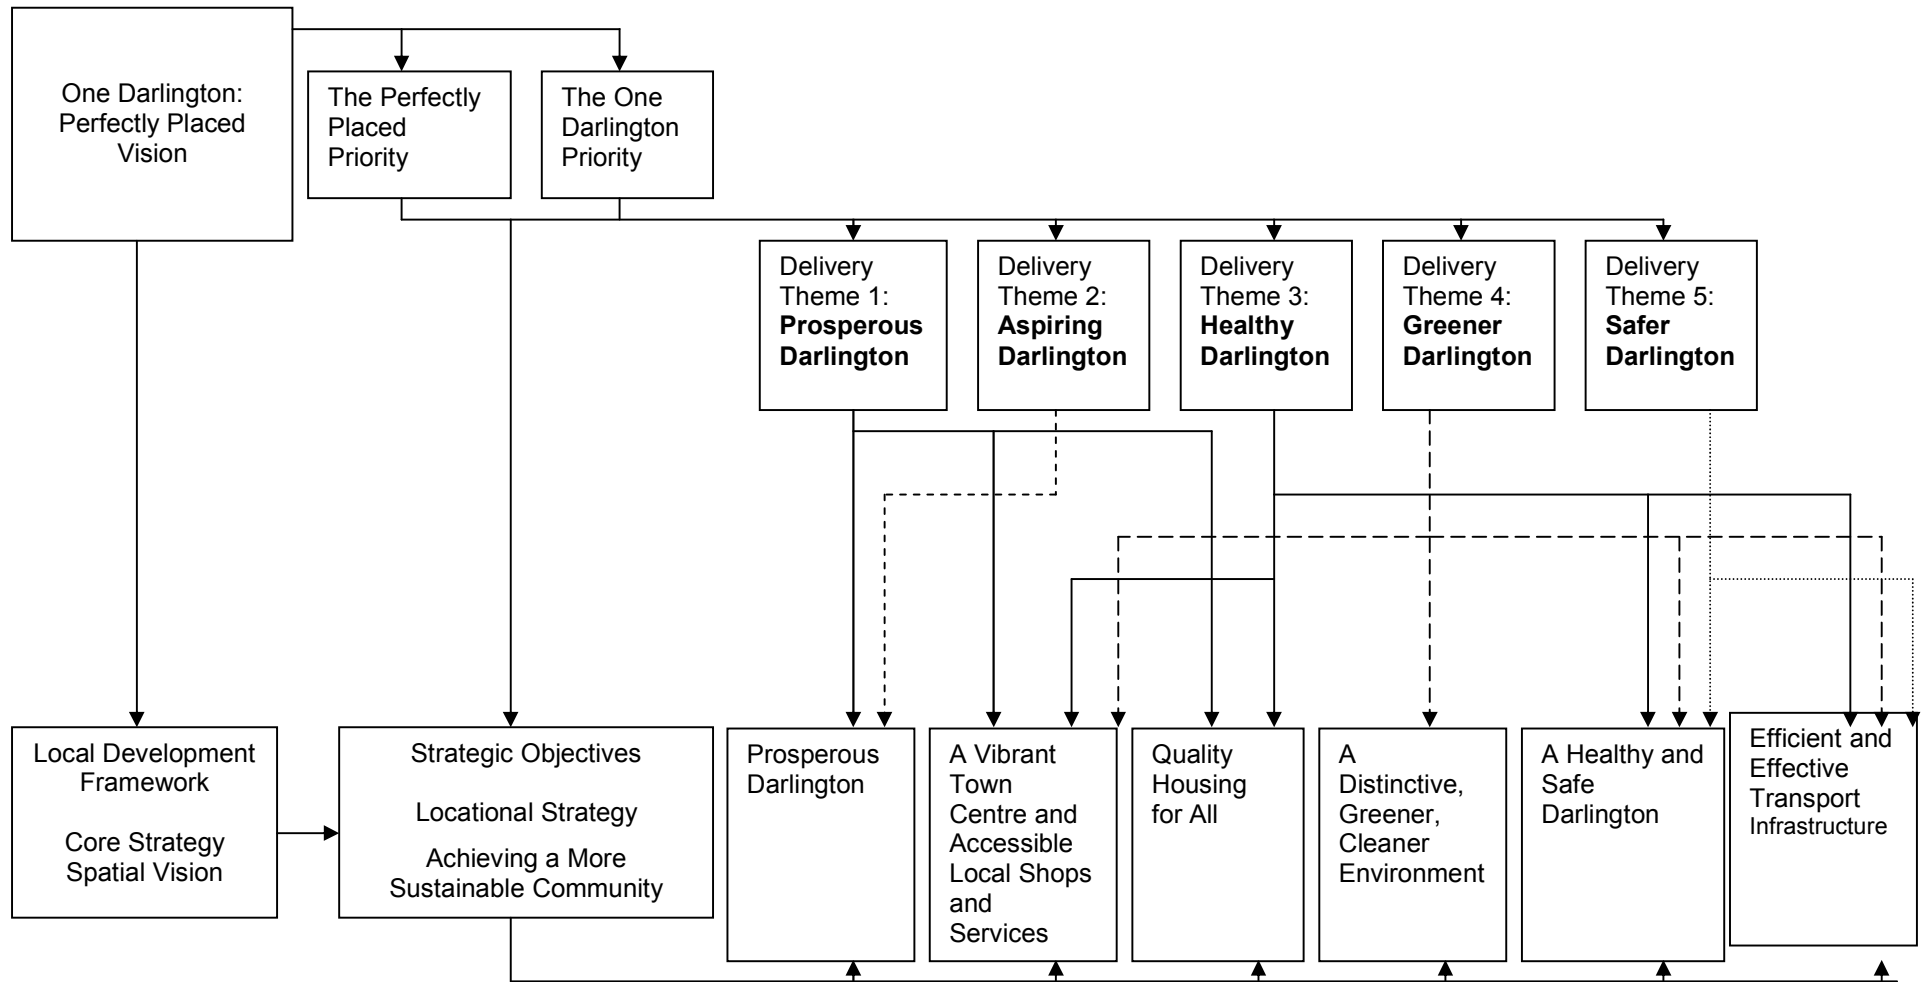 One Darlington:
Perfectly Placed
Vision
The Perfectly
Placed
Priority
The One
Darlington
Priority
Delivery
Theme 1:
Prosperous
Darlington
Delivery
Theme 2:
Aspiring
Darlington
Delivery
Theme 3:
Healthy
Darlington
Delivery
Theme 4:
Greener
Darlington
Delivery
Theme 5:
Safer
Darlington
Local Development
Framework
Core Strategy
Spatial Vision
Strategic Objectives
Locational Strategy
Achieving a More
Sustainable Community
Prosperous
Darlington
A Vibrant
Town
Centre and
Accessible
Local Shops
and
Services
Quality
Housing
for All
A
Distinctive,
Greener,
Cleaner
Environment
A Healthy and
Safe
Darlington
Efficient and
Effective
Transport
Infrastructure